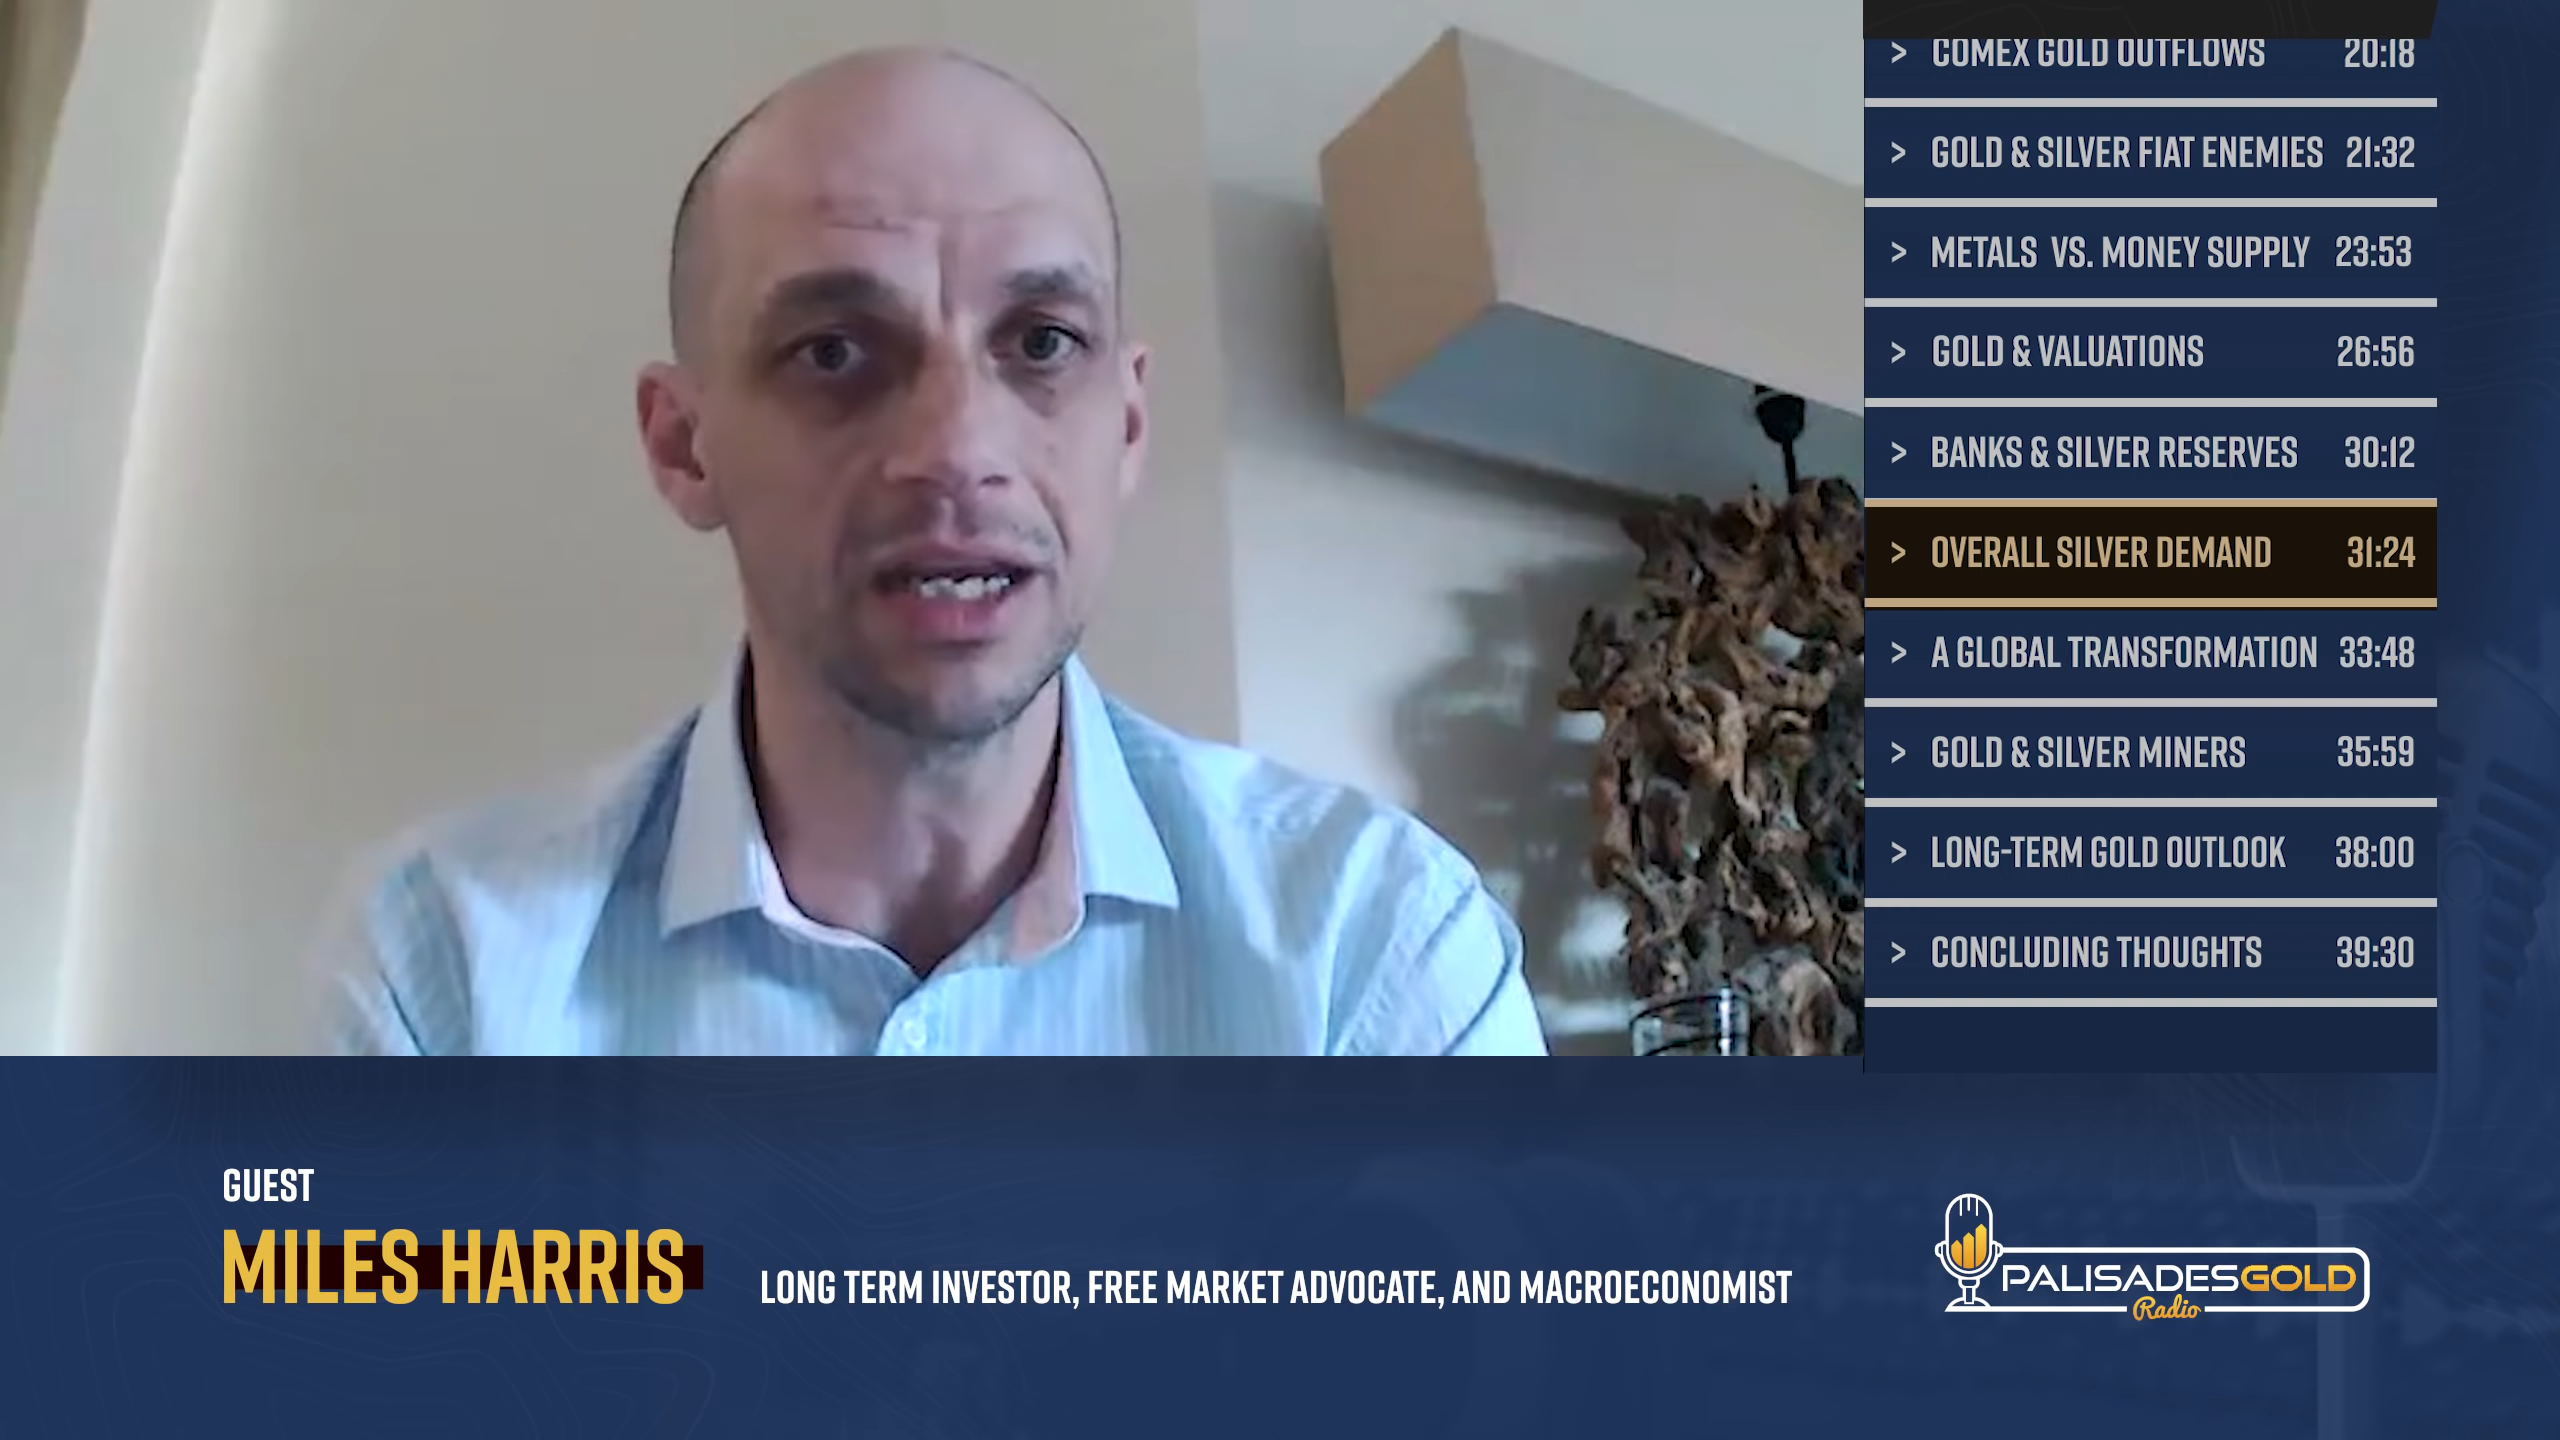 > COMEX GOLD OUTFLOWS 20:18
> GOLD & SILVER FIAT ENEMIES 21:32
> METALS VS. MONEY SUPPLY 23:53
> GOLD & VALUATIONS 26:56
> BANKS & SILVER RESERVES 30:12
> OVERALL SILVER DEMAND 31:24
> A GLOBAL TRANSFORMATION 33:48
> GOLD & SILVER MINERS 35:59
> LONG-TERM GOLD OUTLOOK 38:00
> CONCLUDING THOUGHTS 39:30
GUEST
MILES HARRIS
LONG TERM INVESTOR, FREE MARKET ADVOCATE, AND MACROECONOMIST
PALISADESGOLD
Radio